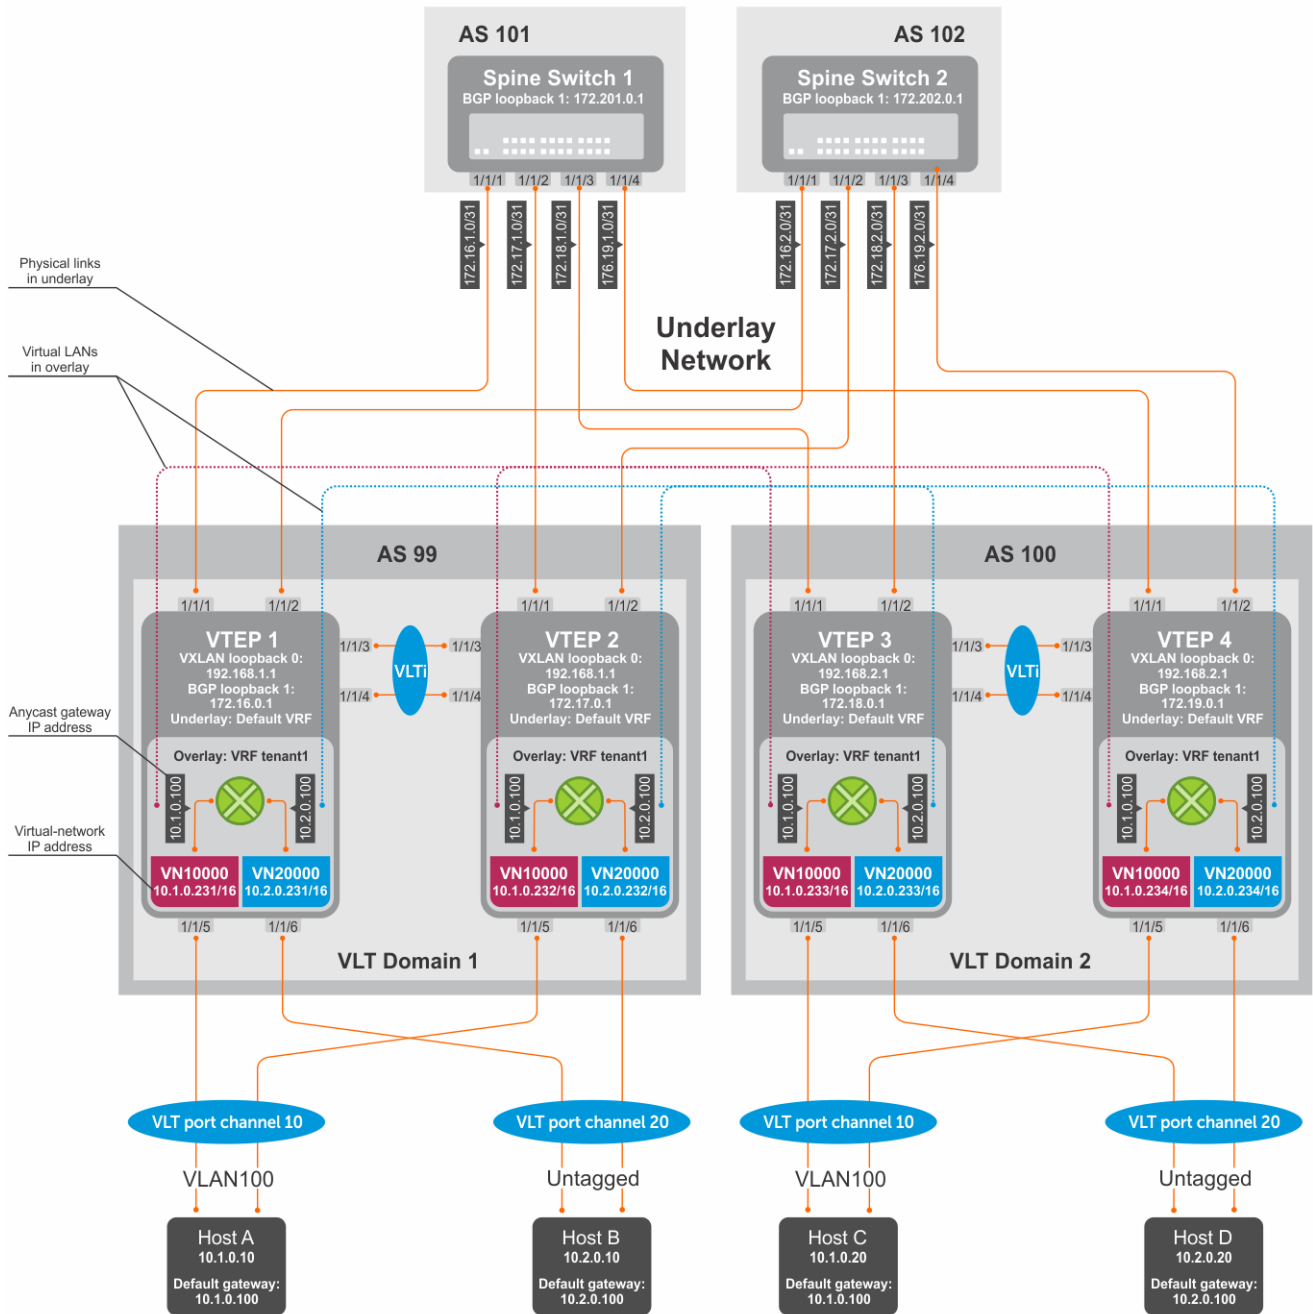 AS 101
Spine Switch 1
BGP loopback 1: 172.201.0.1
1/1/1
1/1/2
1/1/3
1/1/4
AS 102
Spine Switch 2
BGP loopback 1: 172.202.0.1
1/1/1
1/1/2
1/1/3
1/1/4
172.16.1.0/31
172.17.1.0/31
172.18.1.0/31
176.19.1.0/31
172.16.2.0/31
172.17.2.0/31
172.18.2.0/31
176.19.2.0/31
Physical links
in underlay
Virtual LANs
in overlay
Underlay
Network
AS 99
1/1/1
1/1/2
VTEP 1
VXLAN loopback 0:
192.168.1.1
BGP loopback 1:
172.16.0.1
Underlay: Default VRF
Overlay: VRF tenant1
10.1.0.100
10.2.0.100
VN10000
10.1.0.231/16
VN20000
10.2.0.231/16
1/1/5
1/1/6
1/1/3
1/1/4
VLTi
1/1/3
1/1/4
1/1/1
1/1/2
VTEP 2
VXLAN loopback 0:
192.168.1.1
BGP loopback 1:
172.17.0.1
Underlay: Default VRF
Overlay: VRF tenant1
10.1.0.100
10.2.0.100
VN10000
10.1.0.232/16
VN20000
10.2.0.232/16
1/1/5
1/1/6
VLT Domain 1
Anycast gateway
IP address
Virtual-network
IP address
AS 100
1/1/1
1/1/2
VTEP 3
VXLAN loopback 0:
192.168.2.1
BGP loopback 1:
172.18.0.1
Underlay: Default VRF
Overlay: VRF tenant1
10.1.0.100
10.2.0.100
VN10000
10.1.0.233/16
VN20000
10.2.0.233/16
1/1/5
1/1/6
1/1/3
1/1/4
VLTi
1/1/3
1/1/4
1/1/1
1/1/2
VTEP 4
VXLAN loopback 0:
192.168.2.1
BGP loopback 1:
172.19.0.1
Underlay: Default VRF
Overlay: VRF tenant1
10.1.0.100
10.2.0.100
VN10000
10.1.0.234/16
VN20000
10.2.0.234/16
1/1/5
1/1/6
VLT Domain 2
VLT port channel 10
VLT port channel 20
VLT port channel 10
VLT port channel 20
VLAN100
Untagged
VLAN100
Untagged
Host A
10.1.0.10
Default gateway:
10.1.0.100
Host B
10.2.0.10
Default gateway:
10.2.0.100
Host C
10.1.0.20
Default gateway:
10.1.0.100
Host D
10.2.0.20
Default gateway:
10.2.0.100